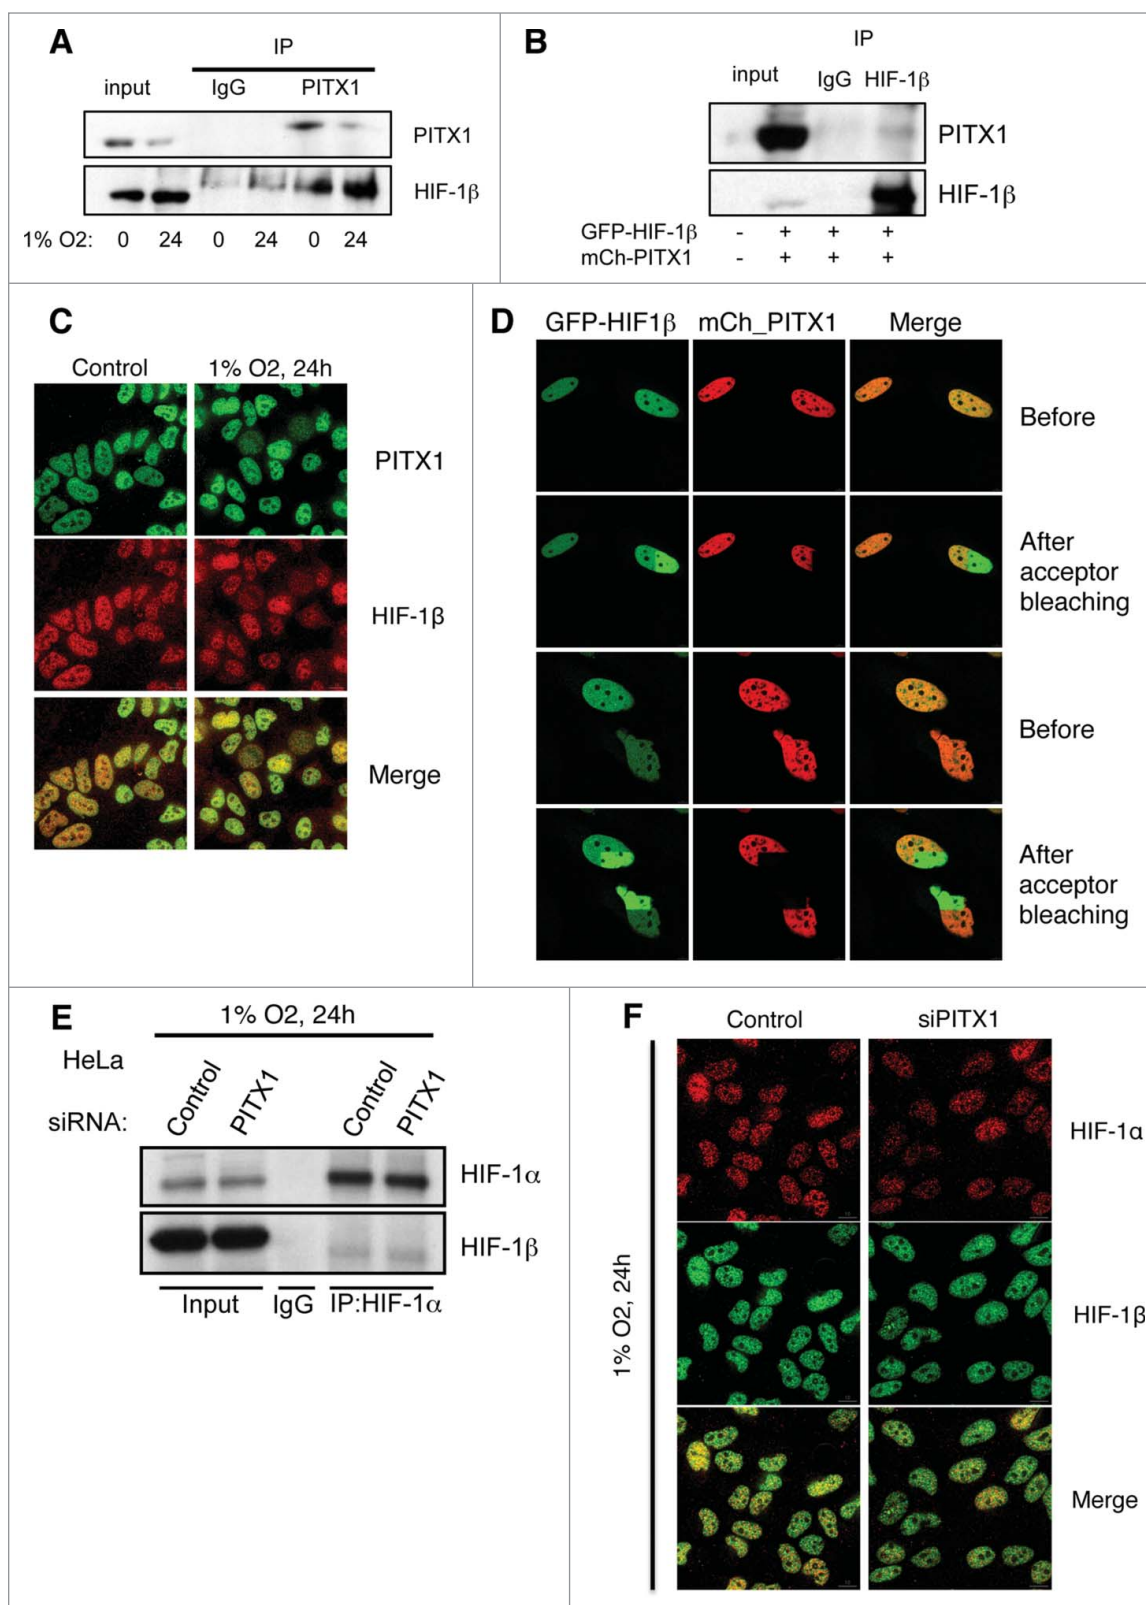 A
IP
input IgG PITX1
PITX1
HIF-1β
1% O2: 0 24 0 24 0 24
B
IP
input IgG HIF-1β
PITX1
HIF-1β
GFP-HIF-1β - + + +
mCh-PITX1 - + + +
C
Control 1% O2, 24h
PITX1
HIF-1β
Merge
D
GFP-HIF1β mCh_PITX1 Merge
Before
After
acceptor
bleaching
Before
After
acceptor
bleaching
E
1% O2, 24h
HeLa
siRNA: Control PITX1 Control PITX1
HIF-1α
HIF-1β
Input IgG IP:HIF-1α
F
Control siPITX1
1% O2, 24h
HIF-1α
HIF-1β
Merge